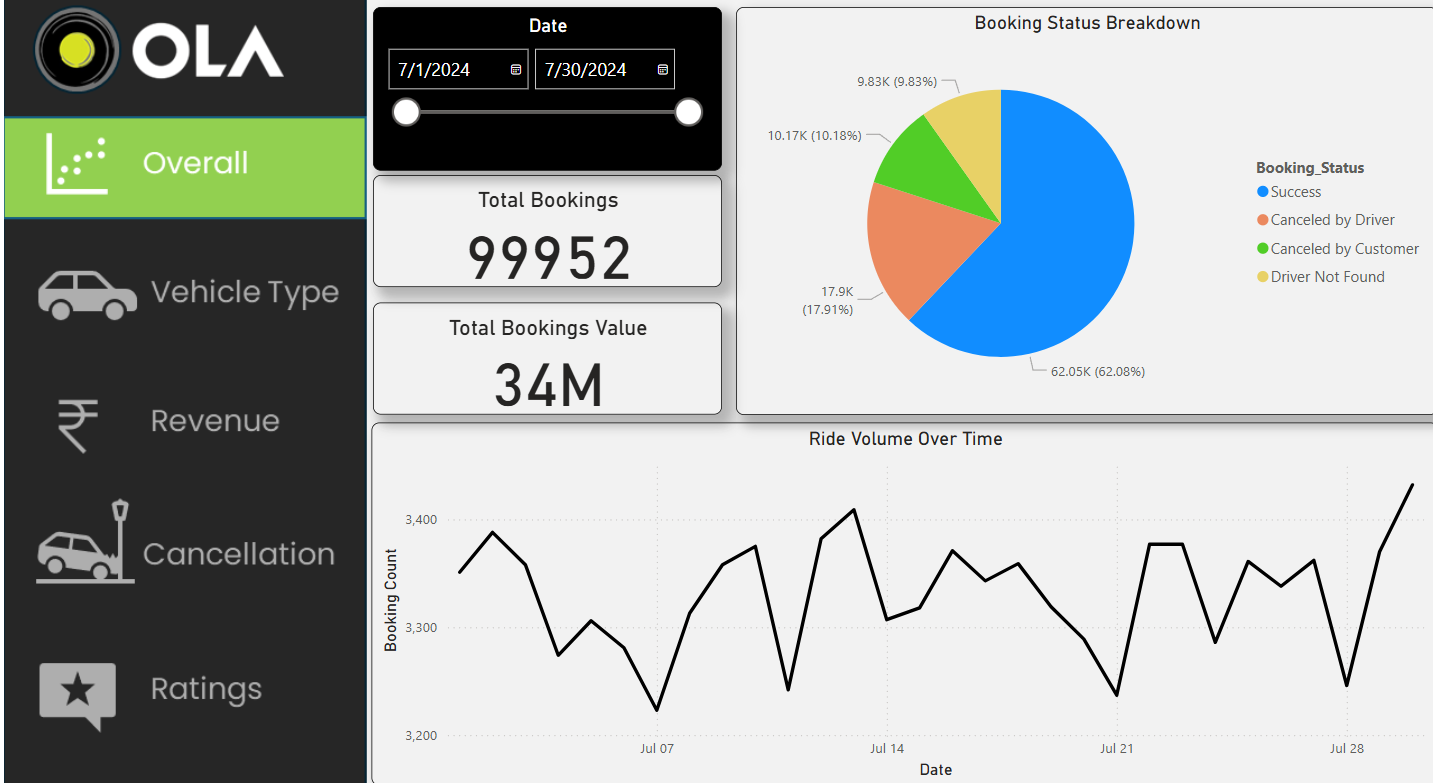 OLA
Overall
Vehicle Type
₹
Revenue
Cancellation
Ratings
Date
7/1/2024
7/30/2024
Total Bookings
99952
Total Bookings Value
34M
Booking Status Breakdown
9.83K (9.83%)
10.17K (10.18%)
17.9K
(17.91%)
62.05K (62.08%)
Booking_Status
Success
Canceled by Driver
Canceled by Customer
Driver Not Found
Ride Volume Over Time
Booking Count
3,400
3,300
3,200
Jul 07
Jul 14
Jul 21
Jul 28
Date